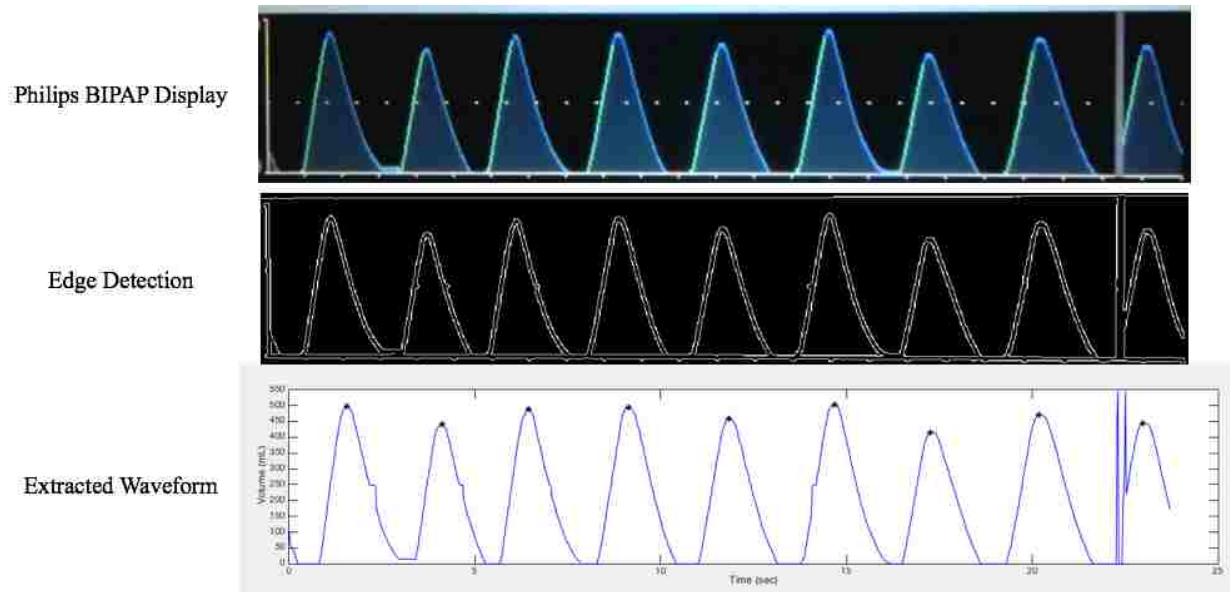 Philips BIPAP Display
Edge Detection
Extracted Waveform
Volume (mL)
550
500
450
400
350
300
250
200
150
100
50
0
0 5 10 15 20 25
Time (sec)